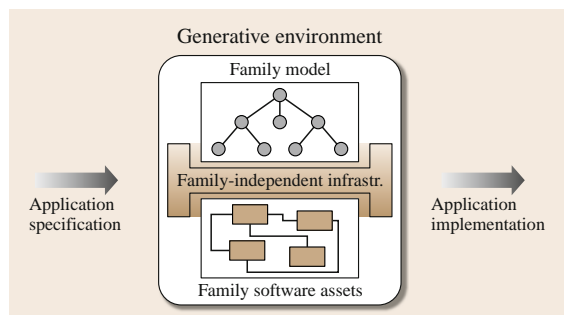 Generative environment
Family model
Family-independent infrastr.
Application
specification
Application
implementation
Family software assets